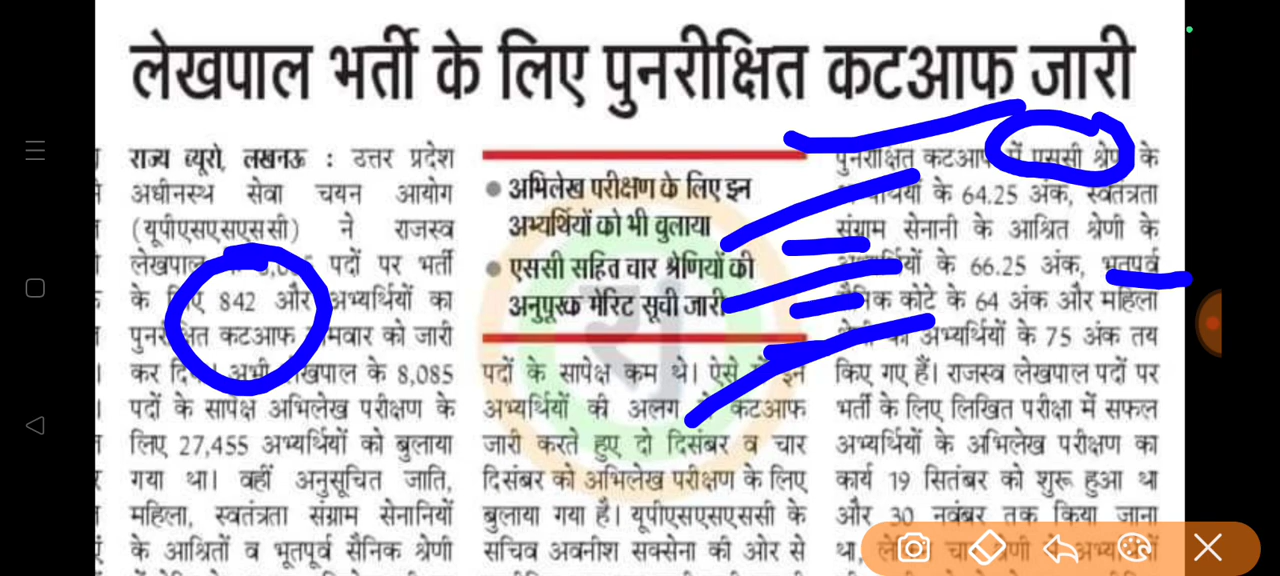 लेखपाल भर्ती के लिए पुनरीक्षित कटआफ जारी
राज्य ब्यूरो, लखनऊ : उत्तर प्रदेश
अधीनस्थ सेवा चयन आयोग
(यूपीएसएसएससी) ने राजस्व
लेखपाल पदों पर भर्ती
के 842 और अभ्यर्थियों का
कटआफ को जारी
कर अभी के 8,085
पदों के सापेक्ष अभिलेख परीक्षण के
लिए 27,455 अभ्यर्थियों को बुलाया
गया था। वहीं अनुसूचित जाति,
महिला, स्वतंत्रता संग्राम सेनानियों
के आश्रितों व भूतपूर्व सैनिक श्रेणी
अभिलेख परीक्षण के लिए इन
अभ्यर्थियों को भी बुलाया
एससी सहित चार श्रेणियों की
अनुपूरक मेरिट सूची जारी
पदों के सापेक्ष कम थे। ऐसे इन
अभ्यर्थियों की अलग कटआफ
जारी करते हुए दो दिसंबर व चार
दिसंबर को अभिलेख परीक्षण के लिए
बुलाया गया है। यूपीएसएसएससी के
सचिव अवनीश सक्सेना की ओर से
पुनरीक्षित कटआफ में एससी श्रेणी के
के 64.25 अंक, स्वतंत्रता
संग्राम सेनानी के आश्रित श्रेणी के
के 66.25 अंक, भूतपूर्व
सैनिक कोटे के 64 अंक और महिला
अभ्यर्थियों के 75 अंक तय
किए गए हैं। राजस्व लेखपाल पदों पर
भर्ती के लिए लिखित परीक्षा में सफल
अभ्यर्थियों के अभिलेख परीक्षण का
कार्य 19 सितंबर को शुरू हुआ था
और 30 नवंबर तक किया जाना
था,